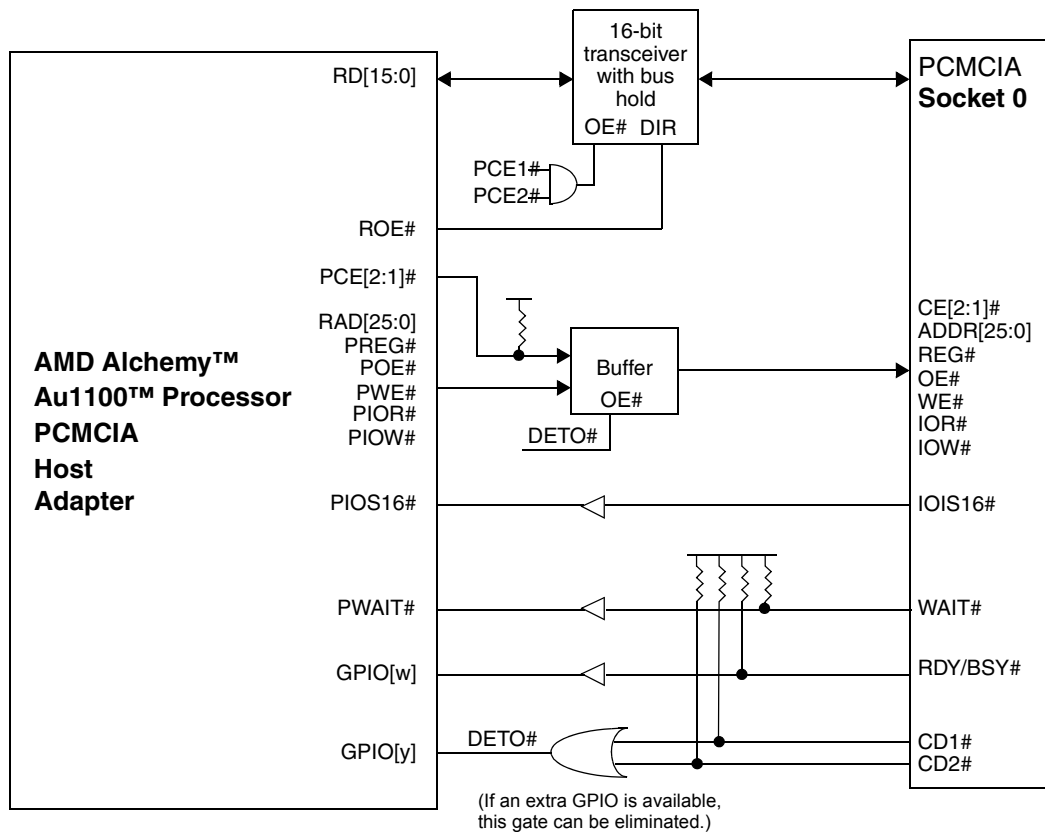 16-bit
transceiver
with bus
hold
OE# DIR
RD[15:0]
PCMCIA
Socket 0
PCE1#
PCE2#
ROE#
PCE[2:1]#
RAD[25:0]
PREG#
POE#
PWE#
PIOR#
PIOW#
AMD Alchemy™
Au1100™ Processor
PCMCIA
Host
Adapter
Buffer
OE#
DETO#
CE[2:1]#
ADDR[25:0]
REG#
OE#
WE#
IOR#
IOW#
PIOS16#
IOIS16#
PWAIT#
WAIT#
GPIO[w]
RDY/BSY#
GPIO[y]
DETO#
CD1#
CD2#
(If an extra GPIO is available,
this gate can be eliminated.)